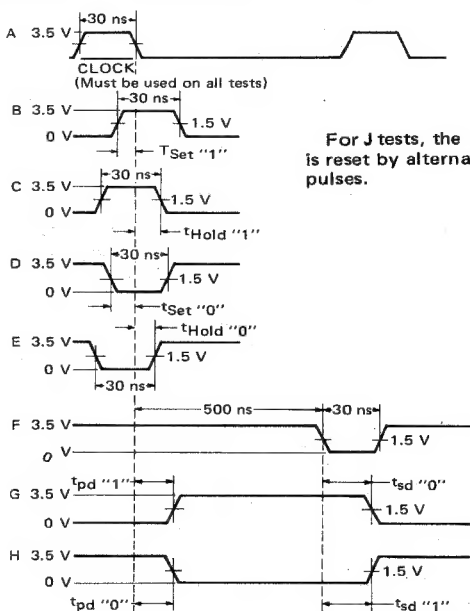 30 ns
A 3.5 V
0 V
CLOCK
(Must be used on all tests)
30 ns
B 3.5 V
1.5 V
0 V
TSet "1"
For J tests, the
is reset by alterna
pulses.
30 ns
C 3.5 V
1.5 V
0 V
tHold "1"
30 ns
D 3.5 V
1.5 V
0 V
tSet "0"
tHold "0"
E 3.5 V
1.5 V
0 V
30 ns
500 ns
30 ns
F 3.5 V
1.5 V
0 V
tpd "1"
tsd "0"
G 3.5 V
1.5 V
0 V
H 3.5 V
1.5 V
0 V
tpd "0"
tsd "1"